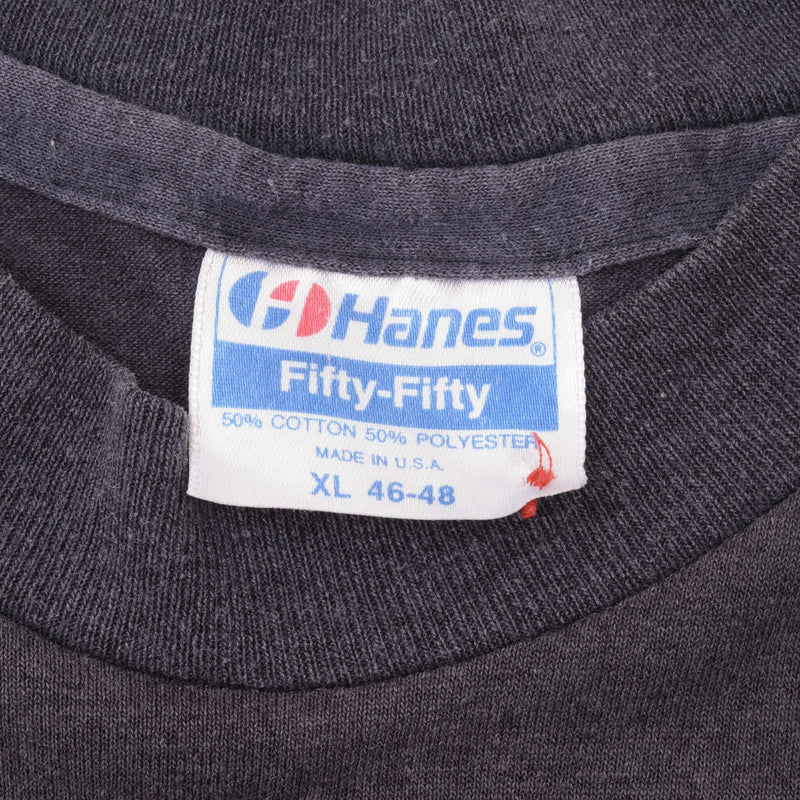 Hanes®
Fifty-Fifty
50% COTTON 50% POLYESTER
MADE IN U.S.A.
XL 46-48